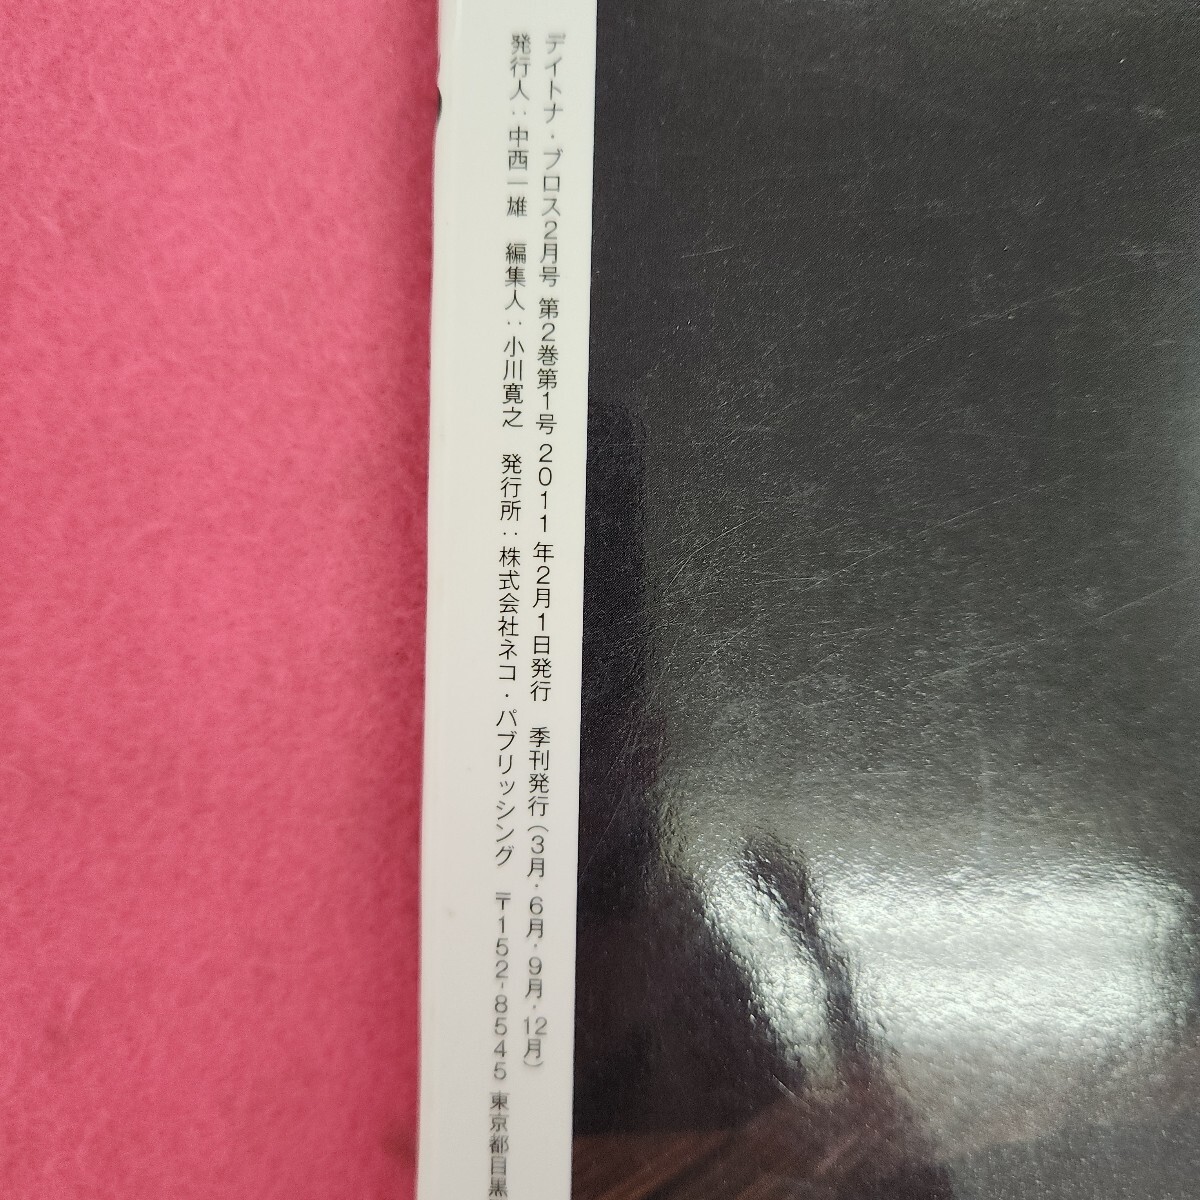 デイトナ・ブロス2月号 第2巻第1号 2011年2月1日発行 季刊発行(3月・6月・9月・12月)
発行人：中西一雄 編集人：小川寛之 発行所：株式会社ネコ・パブリッシング 〒152-8545 東京都目黒